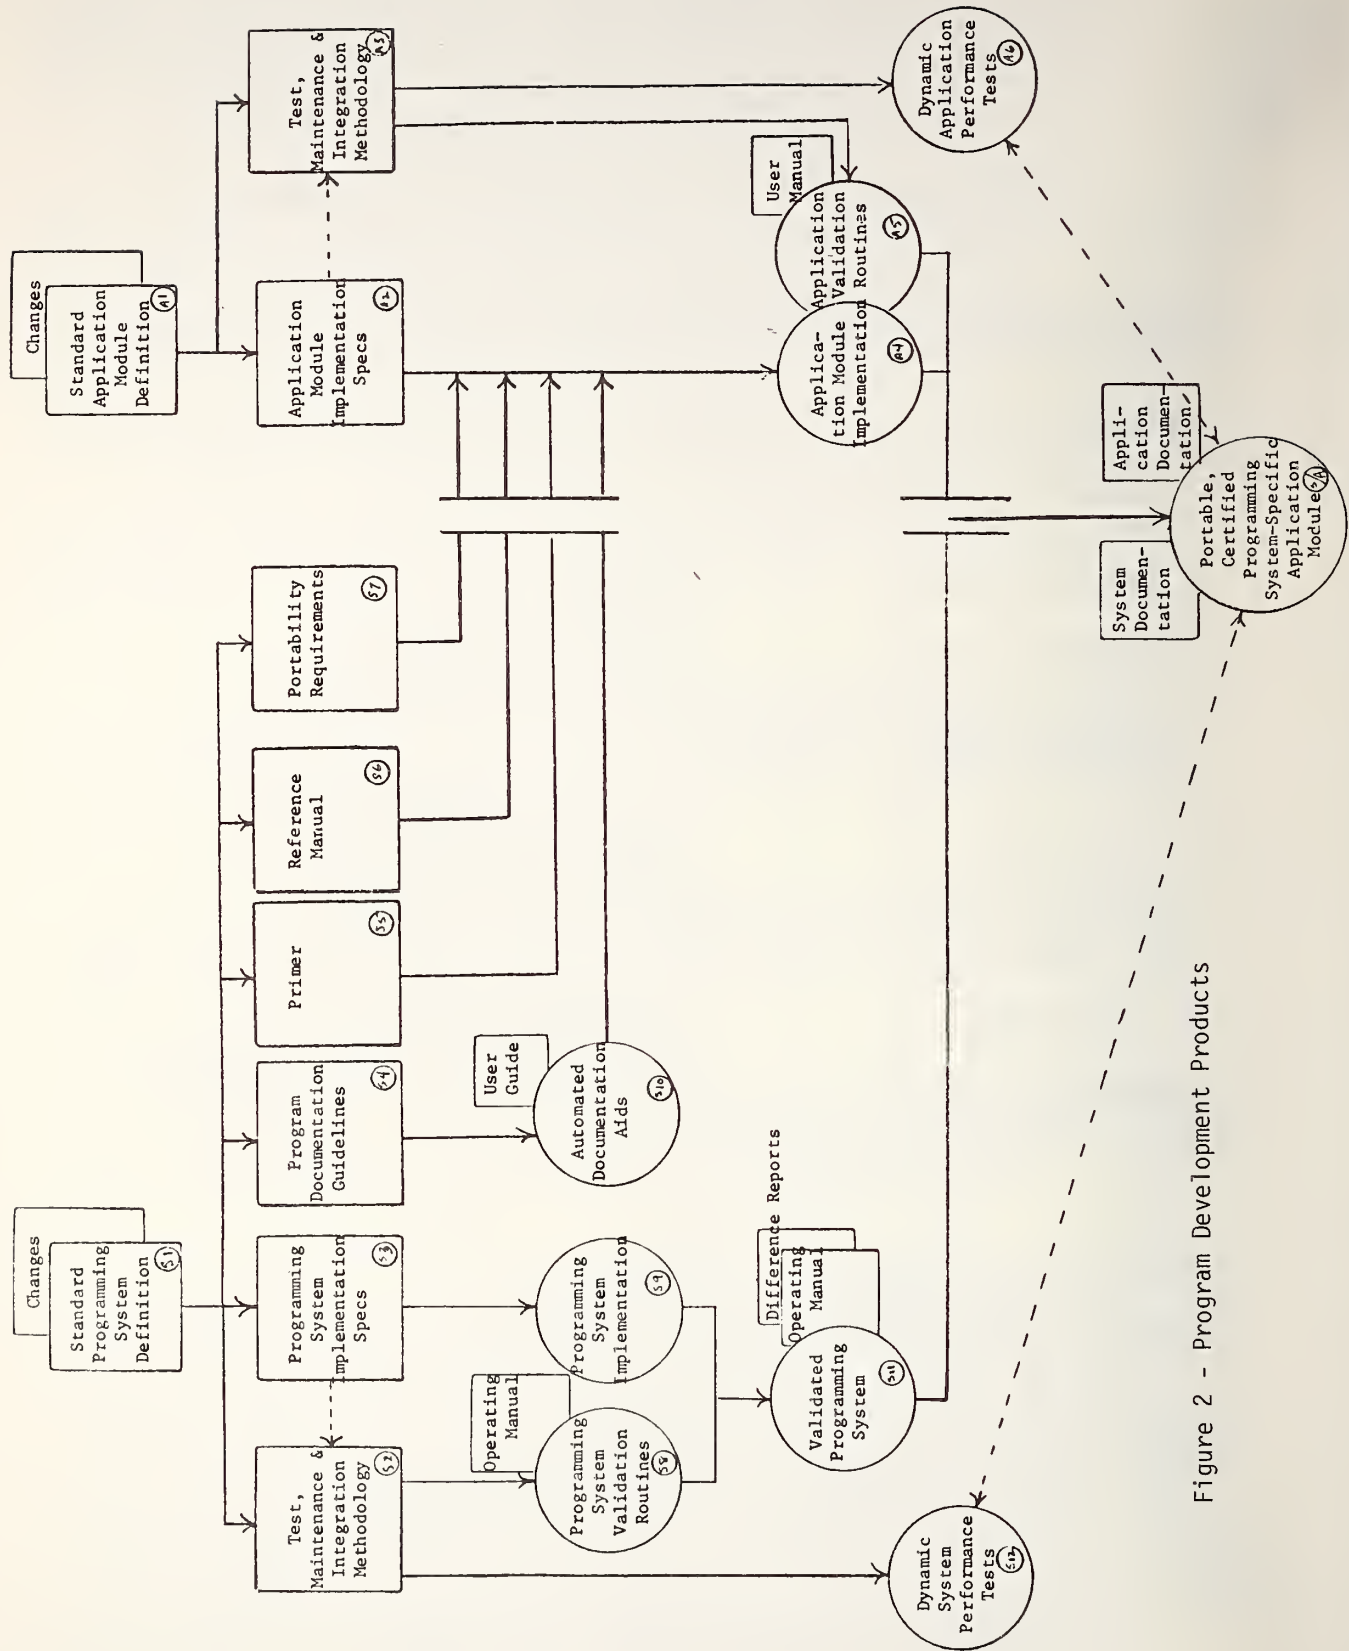 Changes
Standard
Programming
System
Definition
S1
Changes
Standard
Application
Module
Definition
A1
Test,
Maintenance &
Integration
Methodology
S2
Programming
System
Implementation
Specs
S3
Program
Documentation
Guidelines
S4
Primer
S5
Reference
Manual
S6
Portability
Requirements
S7
Application
Module
Implementation
Specs
A2
Test,
Maintenance &
Integration
Methodology
A3
Operating
Manual
Programming
System
Validation
Routines
S8
Programming
System
Implementation
S9
User
Guide
Automated
Documentation
Aids
S10
Difference Reports
Operating
Manual
Validated
Programming
System
S11
Applica-
tion Module
Implementation
A4
User
Manual
Application
Validation
Routines
A5
Dynamic
System
Performance
Tests
S12
Dynamic
Application
Performance
Tests
A6
System
Documen-
tation
Appli-
cation
Documen-
tation
Portable,
Certified
Programming
System-Specific
Application
Module
S/A
Figure 2 - Program Development Products